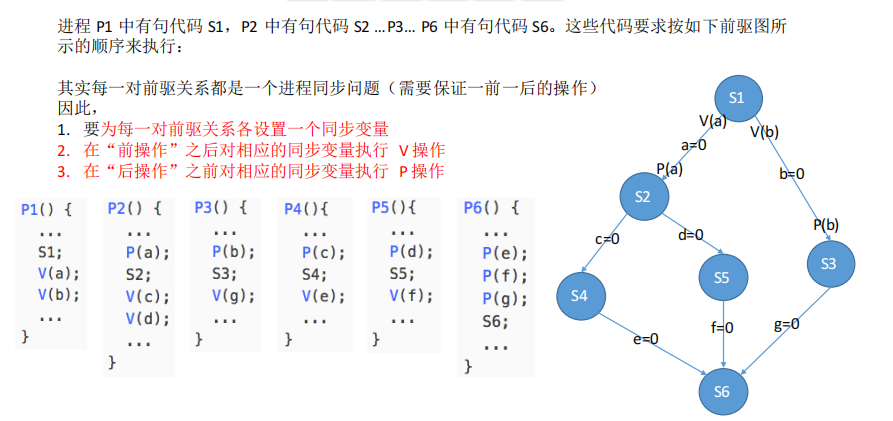 进程 P1 中有句代码 S1，P2 中有句代码 S2 ...P3... P6 中有句代码 S6。这些代码要求按如下前驱图所
示的顺序来执行：
其实每一对前驱关系都是一个进程同步问题（需要保证一前一后的操作）
因此，
1. 要为每一对前驱关系各设置一个同步变量
2. 在“前操作”之后对相应的同步变量执行 V 操作
3. 在“后操作”之前对相应的同步变量执行 P 操作
P1() {
...
S1;
V(a);
V(b);
...
}
P2() {
...
P(a);
S2;
V(c);
V(d);
...
}
P3() {
...
P(b);
S3;
V(g);
...
}
P4(){
...
P(c);
S4;
V(e);
...
}
P5(){
...
P(d);
S5;
V(f);
...
}
P6() {
...
P(e);
P(f);
P(g);
S6;
...
}
S1
V(a)
V(b)
a=0
P(a)
b=0
S2
P(b)
c=0
d=0
S3
S4
S5
e=0
f=0
g=0
S6